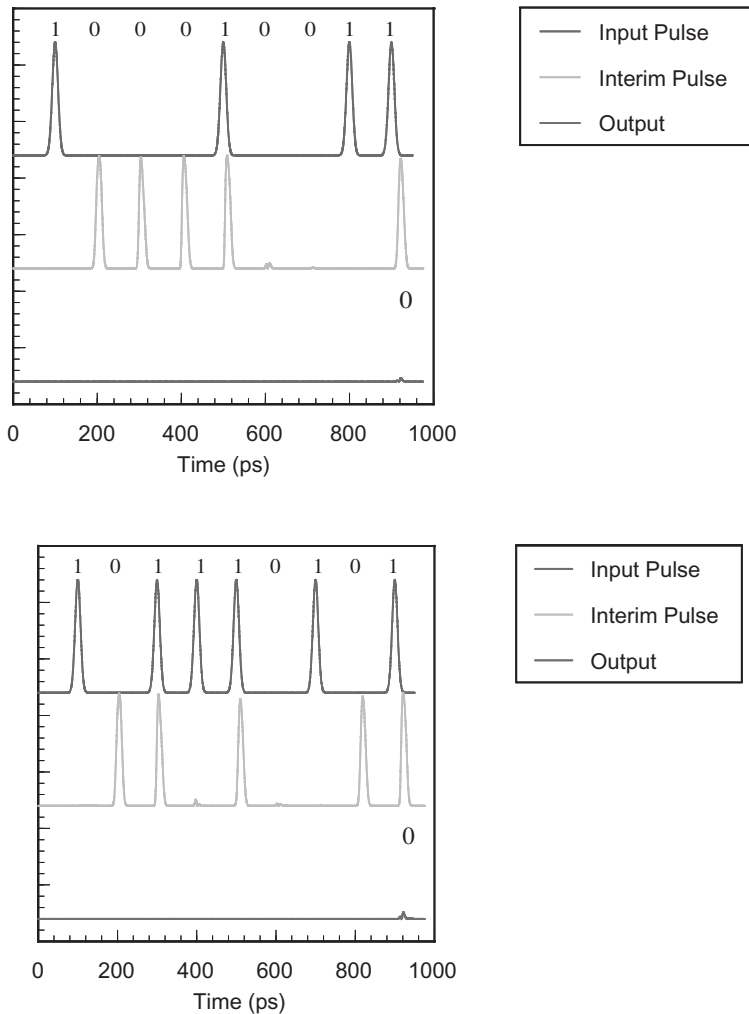 1 0 0 0 1 0 0 1 1
Input Pulse
Interim Pulse
Output
0
0 200 400 600 800 1000
Time (ps)
1 0 1 1 1 0 1 0 1
Input Pulse
Interim Pulse
Output
0
0 200 400 600 800 1000
Time (ps)